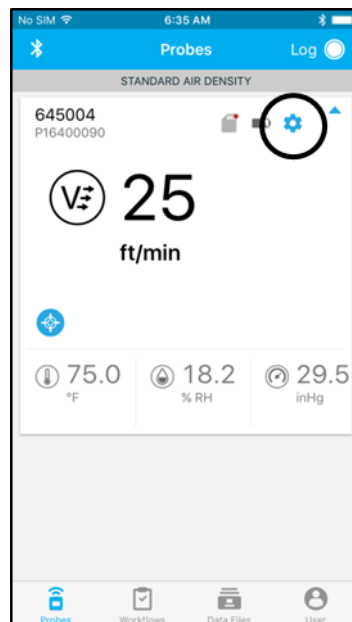 No SIM 6:35 AM
Probes Log
STANDARD AIR DENSITY
645004
P16400090
V 25
ft/min
75.0 18.2 29.5
°F % RH inHg
Probes Workflows Data Files User